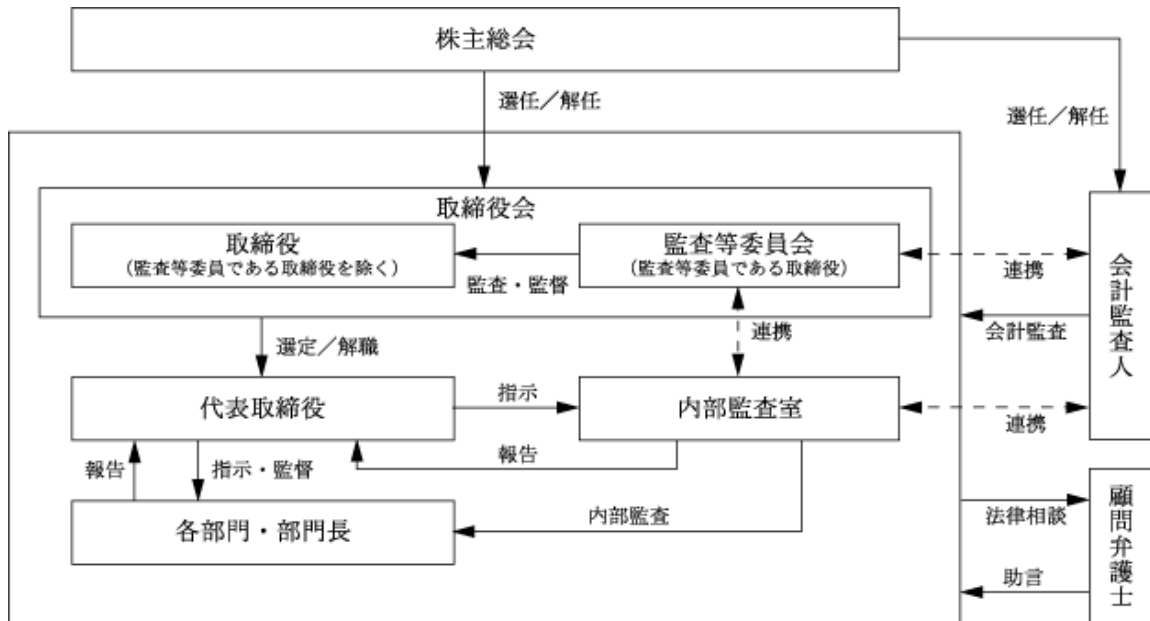 株主総会
選任／解任
選任／解任
取締役会
取締役
（監査等委員である取締役を除く）
監査・監督
監査等委員会
（監査等委員である取締役）
連携
会計監査人
会計監査
選定／解職
連携
代表取締役
指示
内部監査室
連携
報告
指示・監督
報告
内部監査
各部門・部門長
法律相談
助言
顧問弁護士